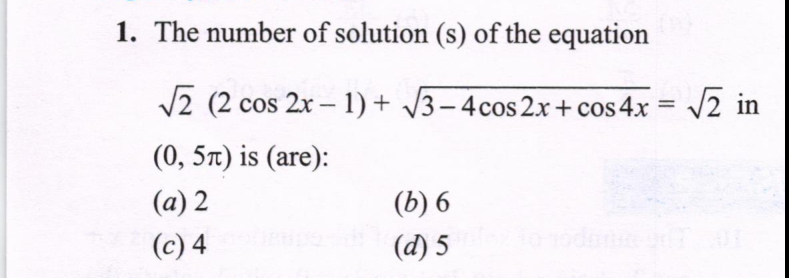 1. The number of solution (s) of the equation
√2 (2 cos 2x – 1) + √3 – 4cos 2x + cos 4x = √2 in
(0, 5π) is (are):
(a) 2 (b) 6
(c) 4 (d) 5